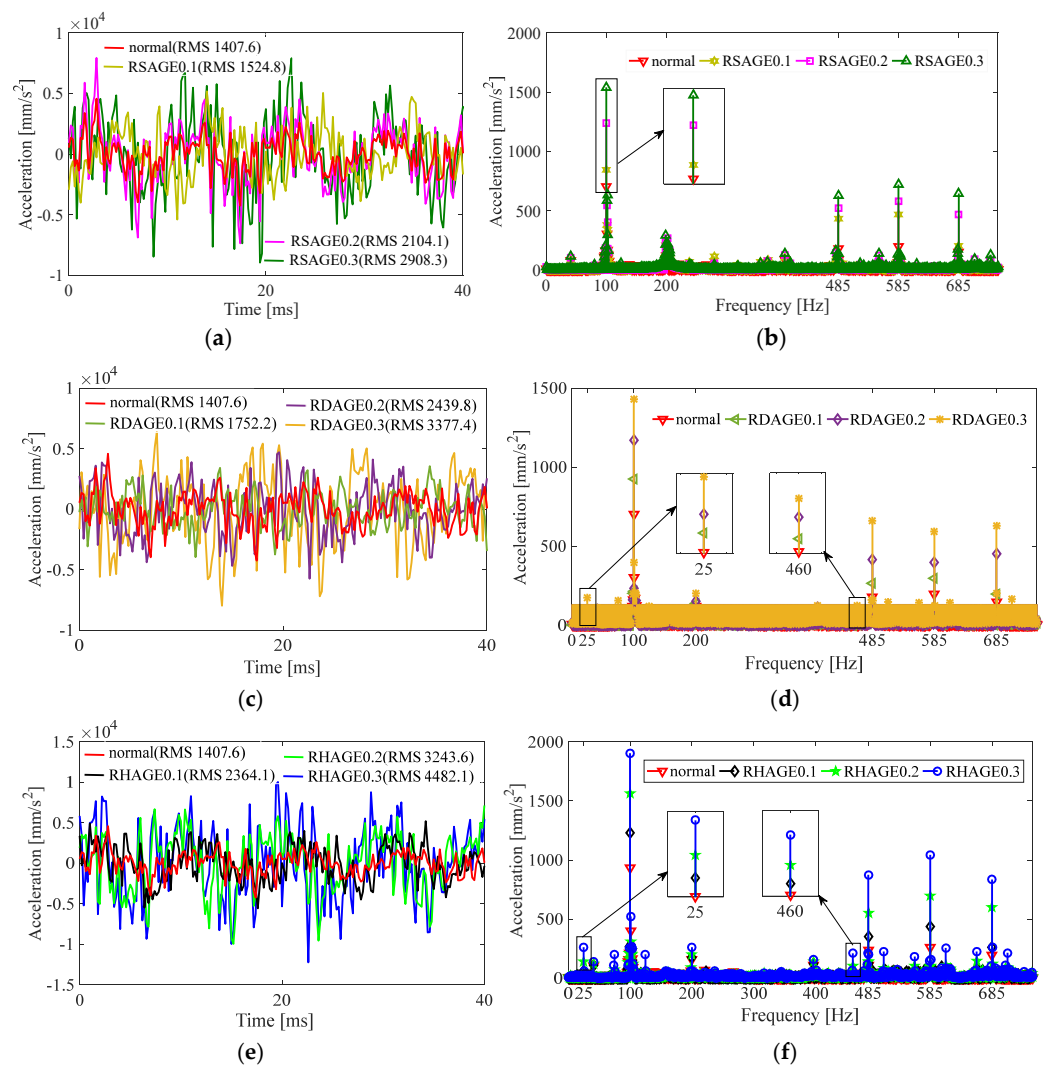 ×10⁴
1
normal(RMS 1407.6)
RSAGE0.1(RMS 1524.8)
0.5
0
-0.5
RSAGE0.2(RMS 2104.1)
RSAGE0.3(RMS 2908.3)
-1
0 20 40
Acceleration [mm/s²]
Time [ms]
(a)
2000
normal RSAGE0.1 RSAGE0.2 RSAGE0.3
1500
1000
500
0
0 100 200 485 585 685
Acceleration [mm/s²]
Frequency [Hz]
(b)
×10⁴
1
normal(RMS 1407.6) RDAGE0.2(RMS 2439.8)
RDAGE0.1(RMS 1752.2) RDAGE0.3(RMS 3377.4)
0.5
0
-0.5
-1
0 20 40
Acceleration [mm/s²]
Time [ms]
(c)
1500
normal RDAGE0.1 RDAGE0.2 RDAGE0.3
1000
25 460
500
0
0 25 100 200 485 585 685
Acceleration [mm/s²]
Frequency [Hz]
(d)
×10⁴
1.5
normal(RMS 1407.6) RHAGE0.2(RMS 3243.6)
RHAGE0.1(RMS 2364.1) RHAGE0.3(RMS 4482.1)
1
0.5
0
-0.5
-1
-1.5
0 20 40
Acceleration [mm/s²]
Time [ms]
(e)
2000
normal RHAGE0.1 RHAGE0.2 RHAGE0.3
1500
1000
25 460
500
0
0 25 100 200 300 400 485 585 685
Acceleration [mm/s²]
Frequency [Hz]
(f)